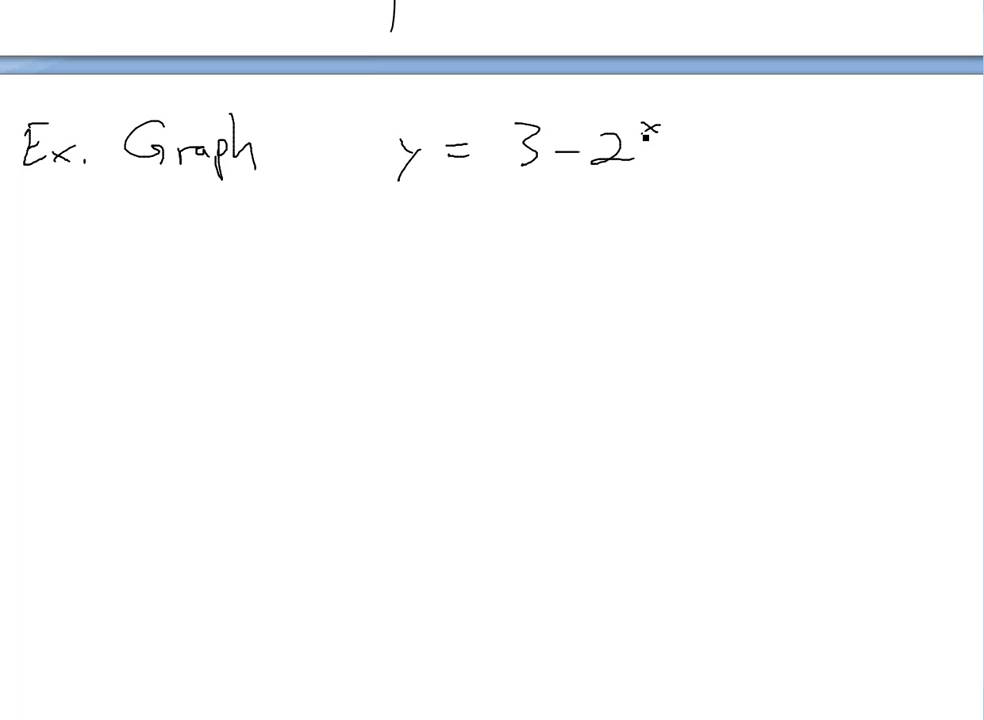 Ex. Graph y = 3 - 2^x